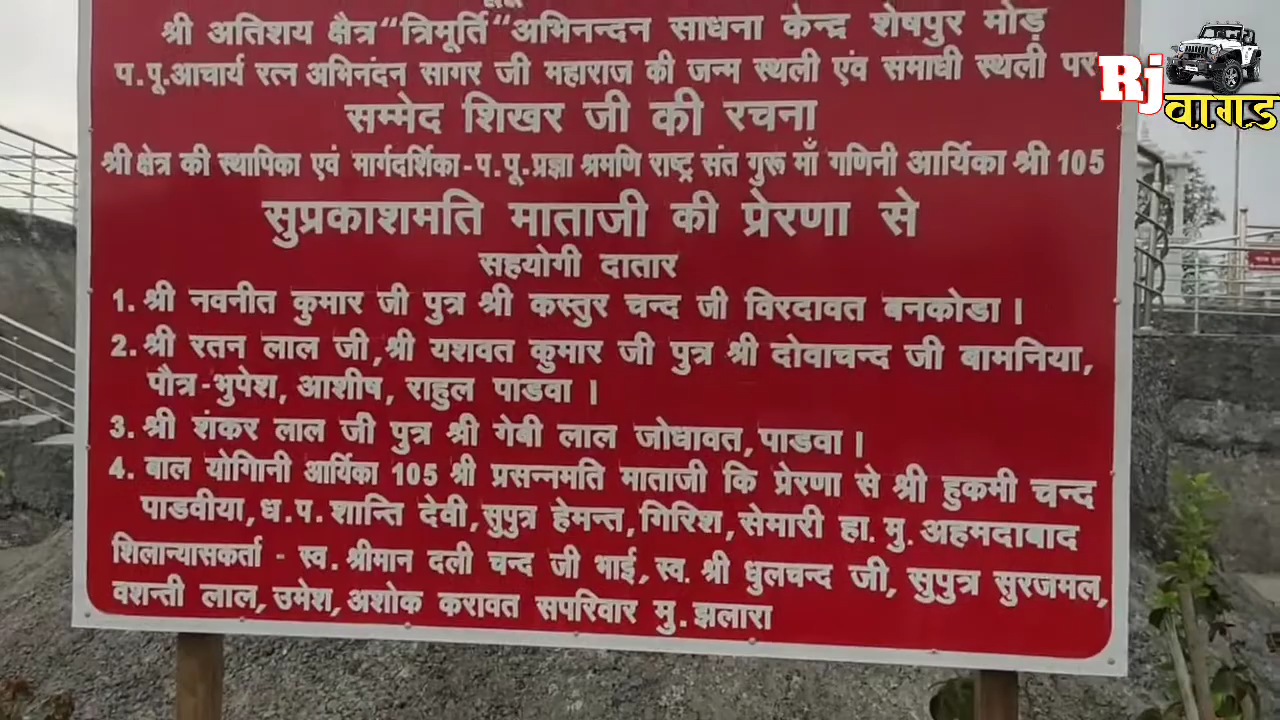 श्री अतिशय क्षैत्र“त्रिमूर्ति“अभिनन्दन साधना केन्द्र शेषपुर मोड़
प.पू.आचार्य रत्न अभिनंदन सागर जी महाराज की जन्म स्थली एंव समाधी स्थली पर
सम्मेद शिखर जी की रचना
श्री क्षेत्र की स्थापिका एवं मार्गदर्शिका-प.पू.प्रज्ञा श्रमणि राष्ट्र संत गुरू माँ गणिनी आर्यिका श्री 105
सुप्रकाशमति माताजी की प्रेरणा से
सहयोगी दातार
1. श्री नवनीत कुमार जी पुत्र श्री कस्तुर चन्द जी विरदावत बनकोडा।
2. श्री रतन लाल जी,श्री यशवत कुमार जी पुत्र श्री दोवाचन्द जी बामनिया,
पौत्र-भुपेश, आशीष, राहुल पाडवा।
3. श्री शंकर लाल जी पुत्र श्री गेबी लाल जोधावत,पाडवा।
4. बाल योगिानी आर्यिका 105 श्री प्रसन्नमति माताजी कि प्रेरणा से श्री हुकमी चन्द
पाडवीया,ध.प.शान्ति देवी,सुपुत्र हेमन्त,गिरिश,सेमारी हा.मु.अहमदाबाद
शिलान्यासकर्ता - स्व.श्रीमान दली चन्द जी भाई,स्व.श्री धुलचन्द जी, सुपुत्र सुरजमल,
वशन्ती लाल,उमेश,अशोक करावत सपरिवार मु.झलारा
Rj
वागड